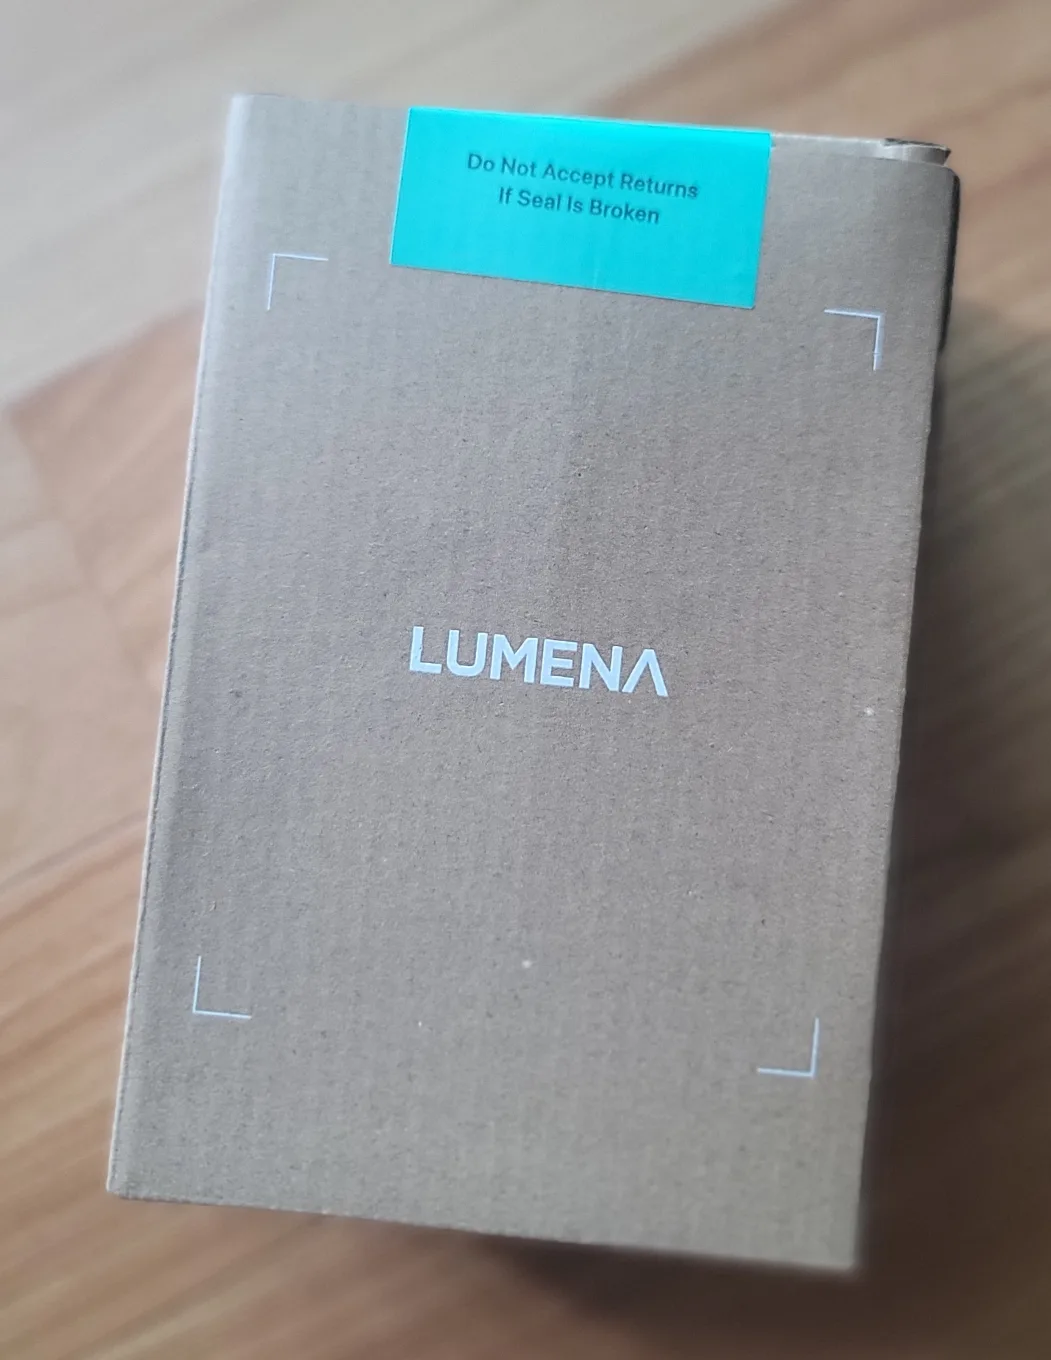 Do Not Accept Returns
If Seal Is Broken
LUMENA